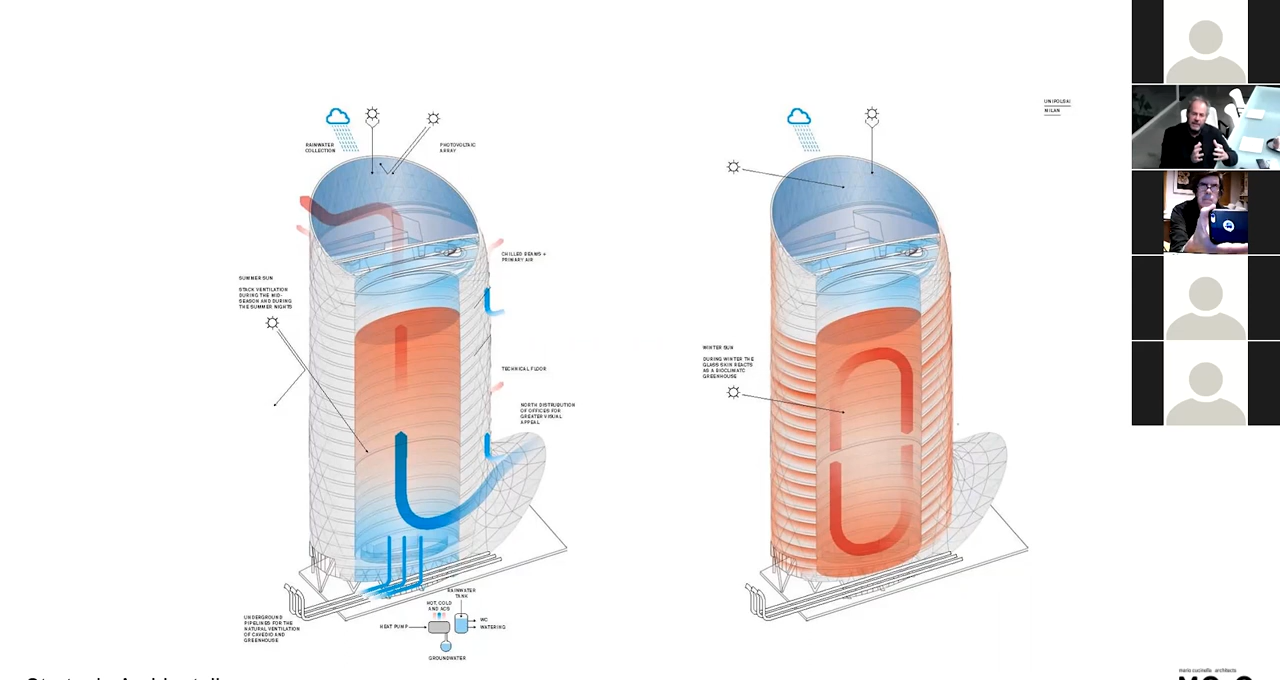 UNIPOLSAI
MILAN
RAINWATER
COLLECTION
PHOTOVOLTAIC
ARRAY
CHILLED BEAMS +
PRIMARY AIR
SUMMER SUN
STACK VENTILATION
DURING THE MID-
SEASON AND DURING
THE SUMMER NIGHTS
TECHNICAL FLOOR
NORTH DISTRIBUTION
OF OFFICES FOR
GREATER VISUAL
APPEAL
UNDERGROUND
PIPELINES FOR THE
NATURAL VENTILATION
OF CAVEDIO AND
GREENHOUSE
RAINWATER
TANK
HOT, COLD
AND ACS
HEAT PUMP
WC
WATERING
GROUNDWATER
WINTER SUN
DURING WINTER THE
GLASS SKIN REACTS
AS A BIOCLIMATC
GREENHOUSE
mario cucinella architects